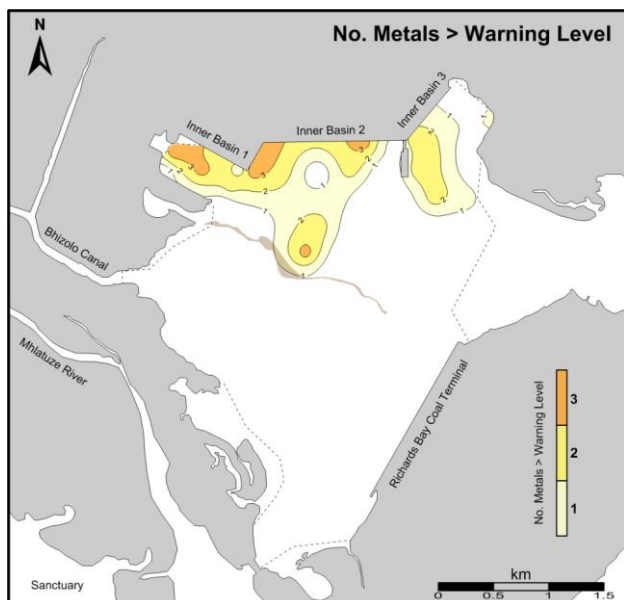 No. Metals > Warning Level
N
Inner Basin 3
Inner Basin 2
Inner Basin 1
Bhizolo Canal
Mhlatuze River
Richards Bay Coal Terminal
No. Metals > Warning Level
3
2
1
Sanctuary
km
0 0.5 1.0 1.5